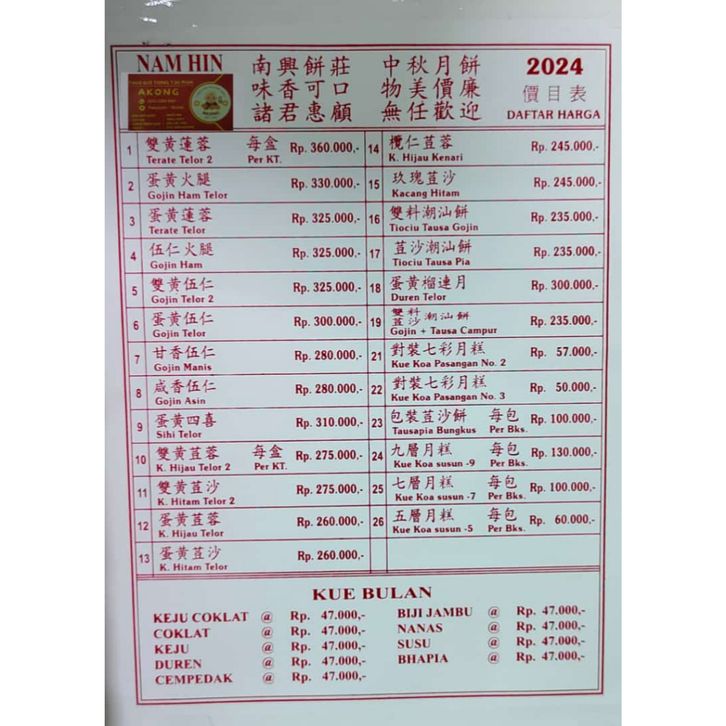 NAM HIN
南興餅莊 中秋月餅
味香可口 物美價廉
諸君惠顧 無任歡迎
2024
價目表
DAFTAR HARGA
AKONG
1 雙黃蓮蓉 每盒 Rp. 360.000,-
Terate Telor 2 Per KT.
2 蛋黃火腿 Rp. 330.000,-
Gojin Ham Telor
3 蛋黃蓮蓉 Rp. 325.000,-
Terate Telor
4 伍仁火腿 Rp. 325.000,-
Gojin Ham
5 雙黃伍仁 Rp. 325.000,-
Gojin Telor 2
6 蛋黃伍仁 Rp. 300.000,-
Gojin Telor
7 甘香伍仁 Rp. 280.000,-
Gojin Manis
8 咸香伍仁 Rp. 280.000,-
Gojin Asin
9 蛋黃四喜 Rp. 310.000,-
Sihi Telor
10 雙黃荳蓉 每盒 Rp. 275.000,-
K. Hijau Telor 2 Per KT.
11 雙黃荳沙 Rp. 275.000,-
K. Hitam Telor 2
12 蛋黃荳蓉 Rp. 260.000,-
K. Hijau Telor
13 蛋黃荳沙 Rp. 260.000,-
K. Hitam Telor
14 欖仁荳蓉 Rp. 245.000,-
K. Hijau Kenari
15 玫瑰荳沙 Rp. 245.000,-
Kacang Hitam
16 雙料潮汕餅 Rp. 235.000,-
Tiociu Tausa Gojin
17 荳沙潮汕餅 Rp. 235.000,-
Tiociu Tausa Pia
18 蛋黃榴連月 Rp. 300.000,-
Duren Telor
19 雙料荳沙潮汕餅 Rp. 235.000,-
Gojin + Tausa Campur
21 對裝七彩月糕 Rp. 57.000,-
Kue Koa Pasangan No. 2
22 對裝七彩月糕 Rp. 50.000,-
Kue Koa Pasangan No. 3
23 包裝荳沙餅 每包 Rp. 100.000,-
Tausapia Bungkus Per Bks.
24 九層月糕 每包 Rp. 130.000,-
Kue Koa susun -9 Per Bks.
25 七層月糕 每包 Rp. 100.000,-
Kue Koa susun -7 Per Bks.
26 五層月糕 每包 Rp. 60.000,-
Kue Koa susun -5 Per Bks.
KUE BULAN
KEJU COKLAT @ Rp. 47.000,-
COKLAT @ Rp. 47.000,-
KEJU @ Rp. 47.000,-
DUREN @ Rp. 47.000,-
CEMPEDAK @ Rp. 47.000,-
BIJI JAMBU @ Rp. 47.000,-
NANAS @ Rp. 47.000,-
SUSU @ Rp. 47.000,-
BHAPIA @ Rp. 47.000,-